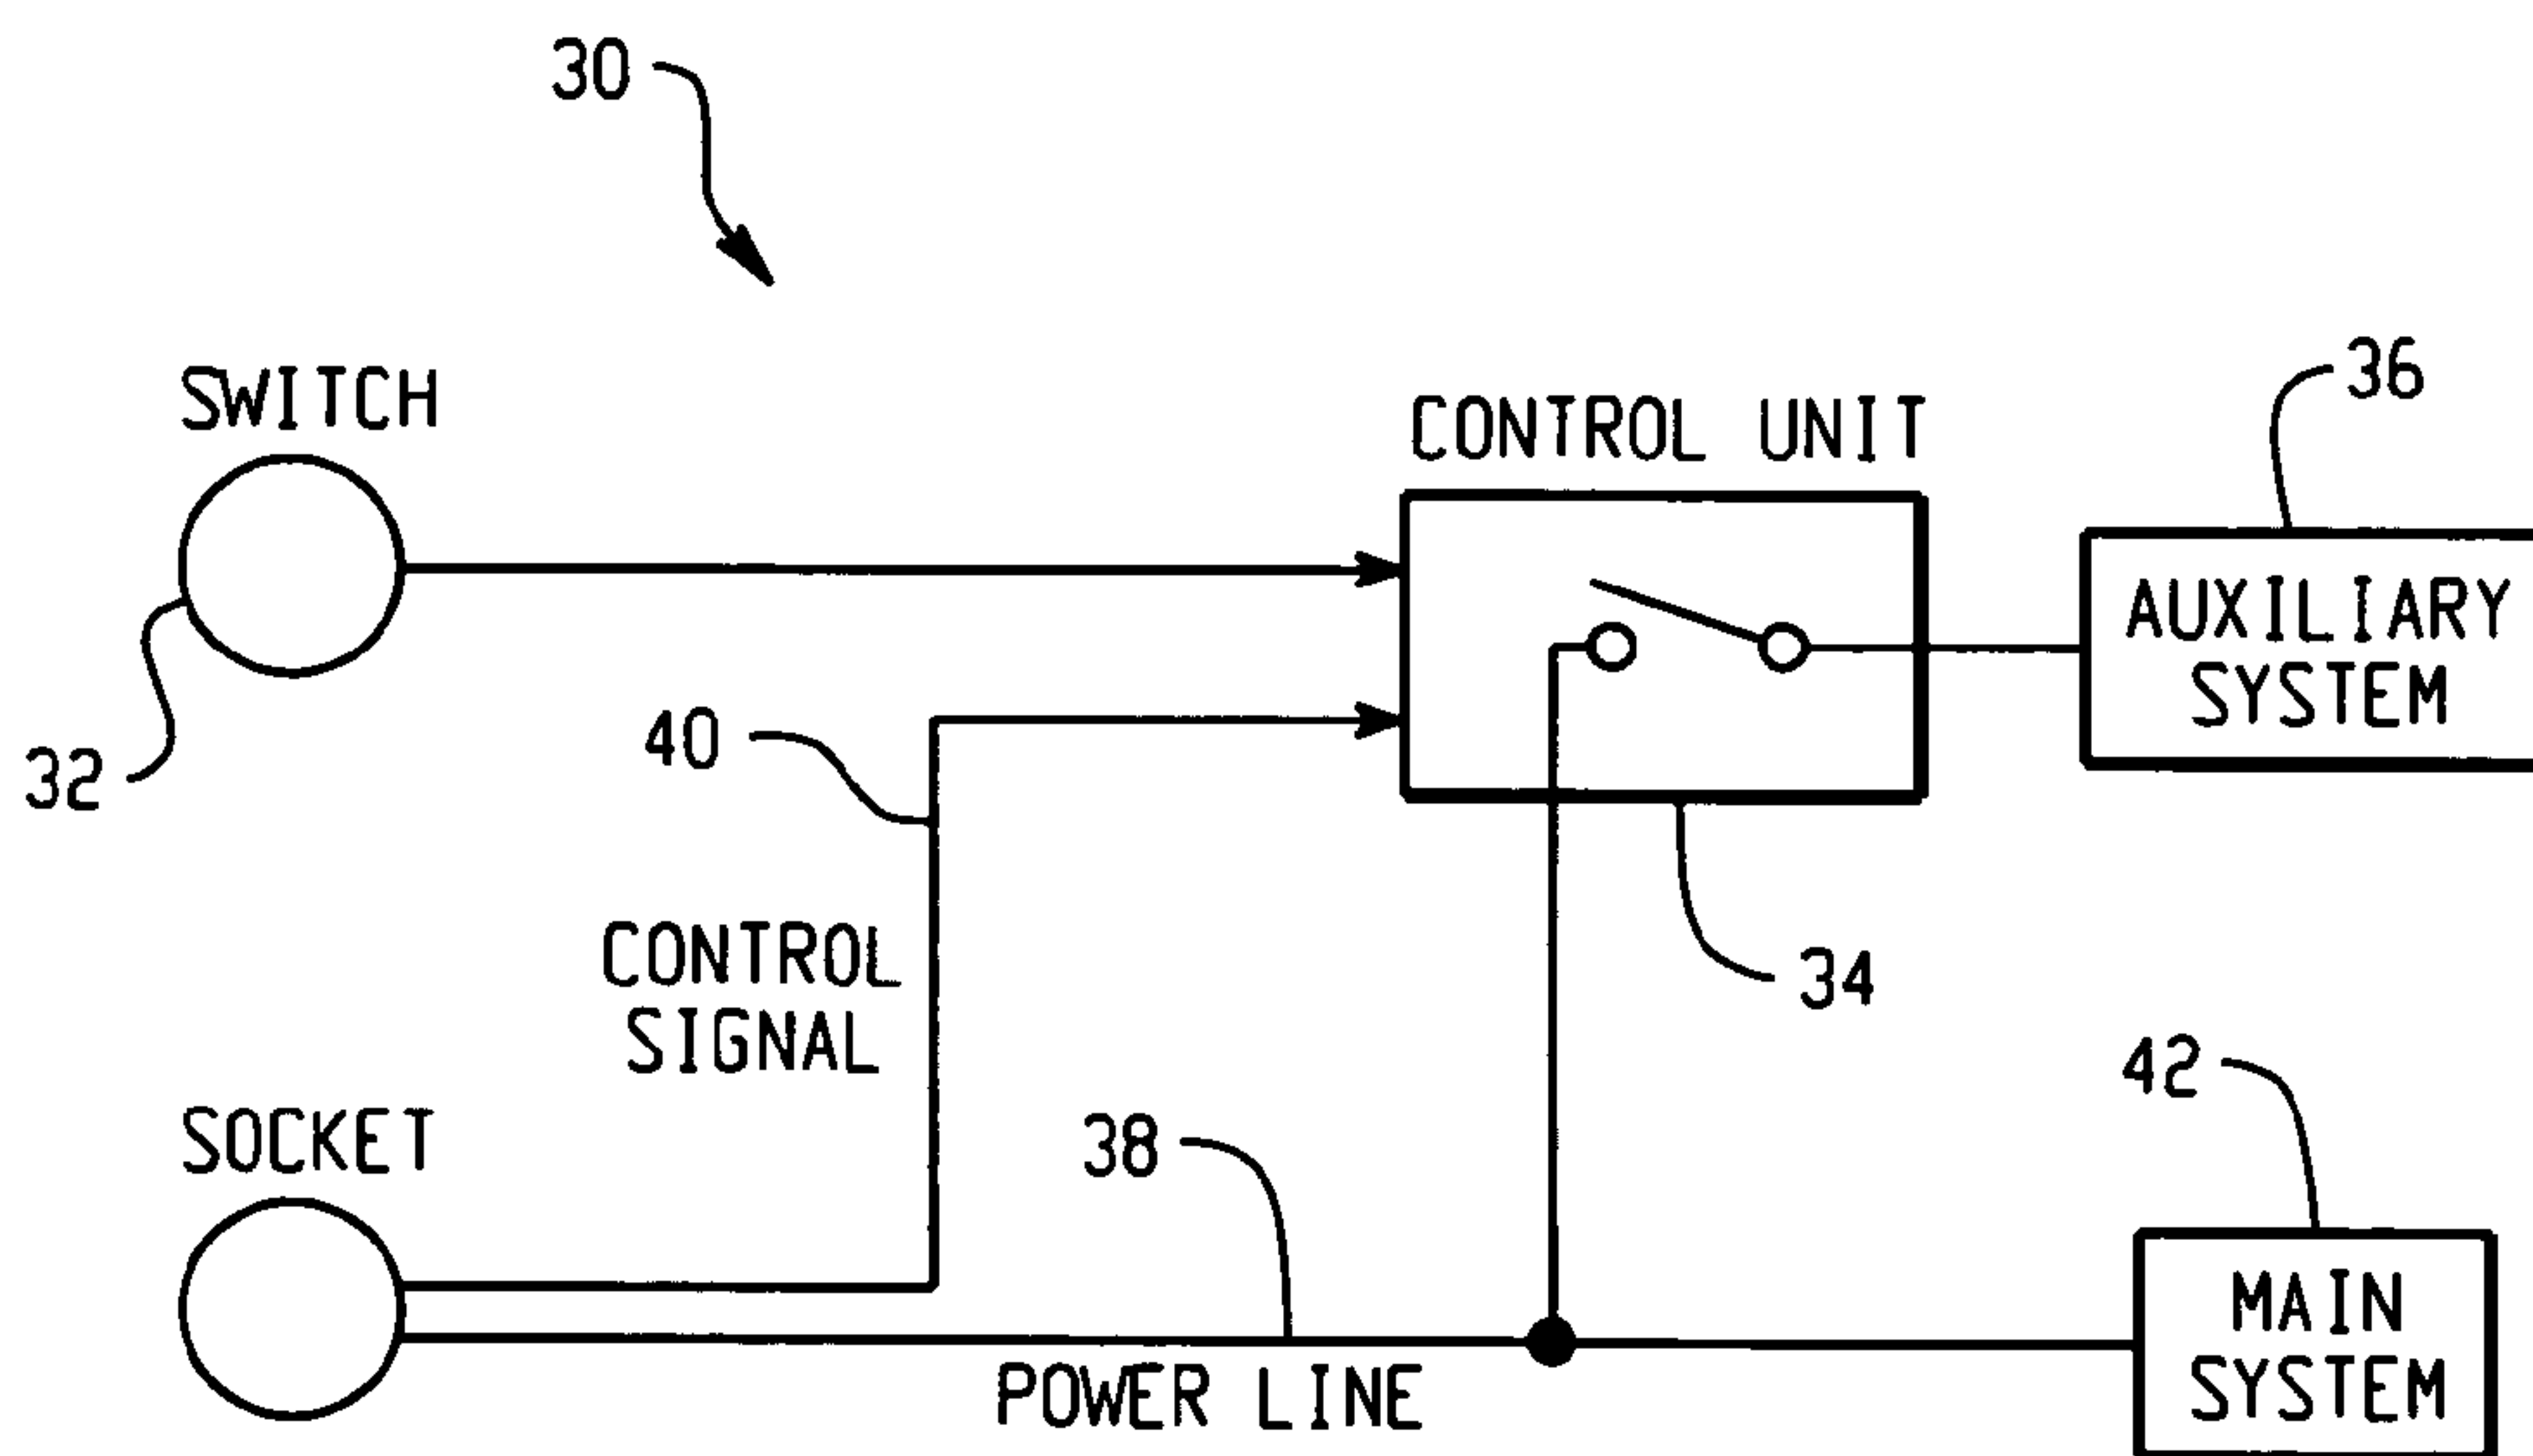 30
SWITCH
CONTROL UNIT
36
AUXILIARY
SYSTEM
32
40
34
CONTROL
SIGNAL
42
SOCKET
38
MAIN
SYSTEM
POWER LINE